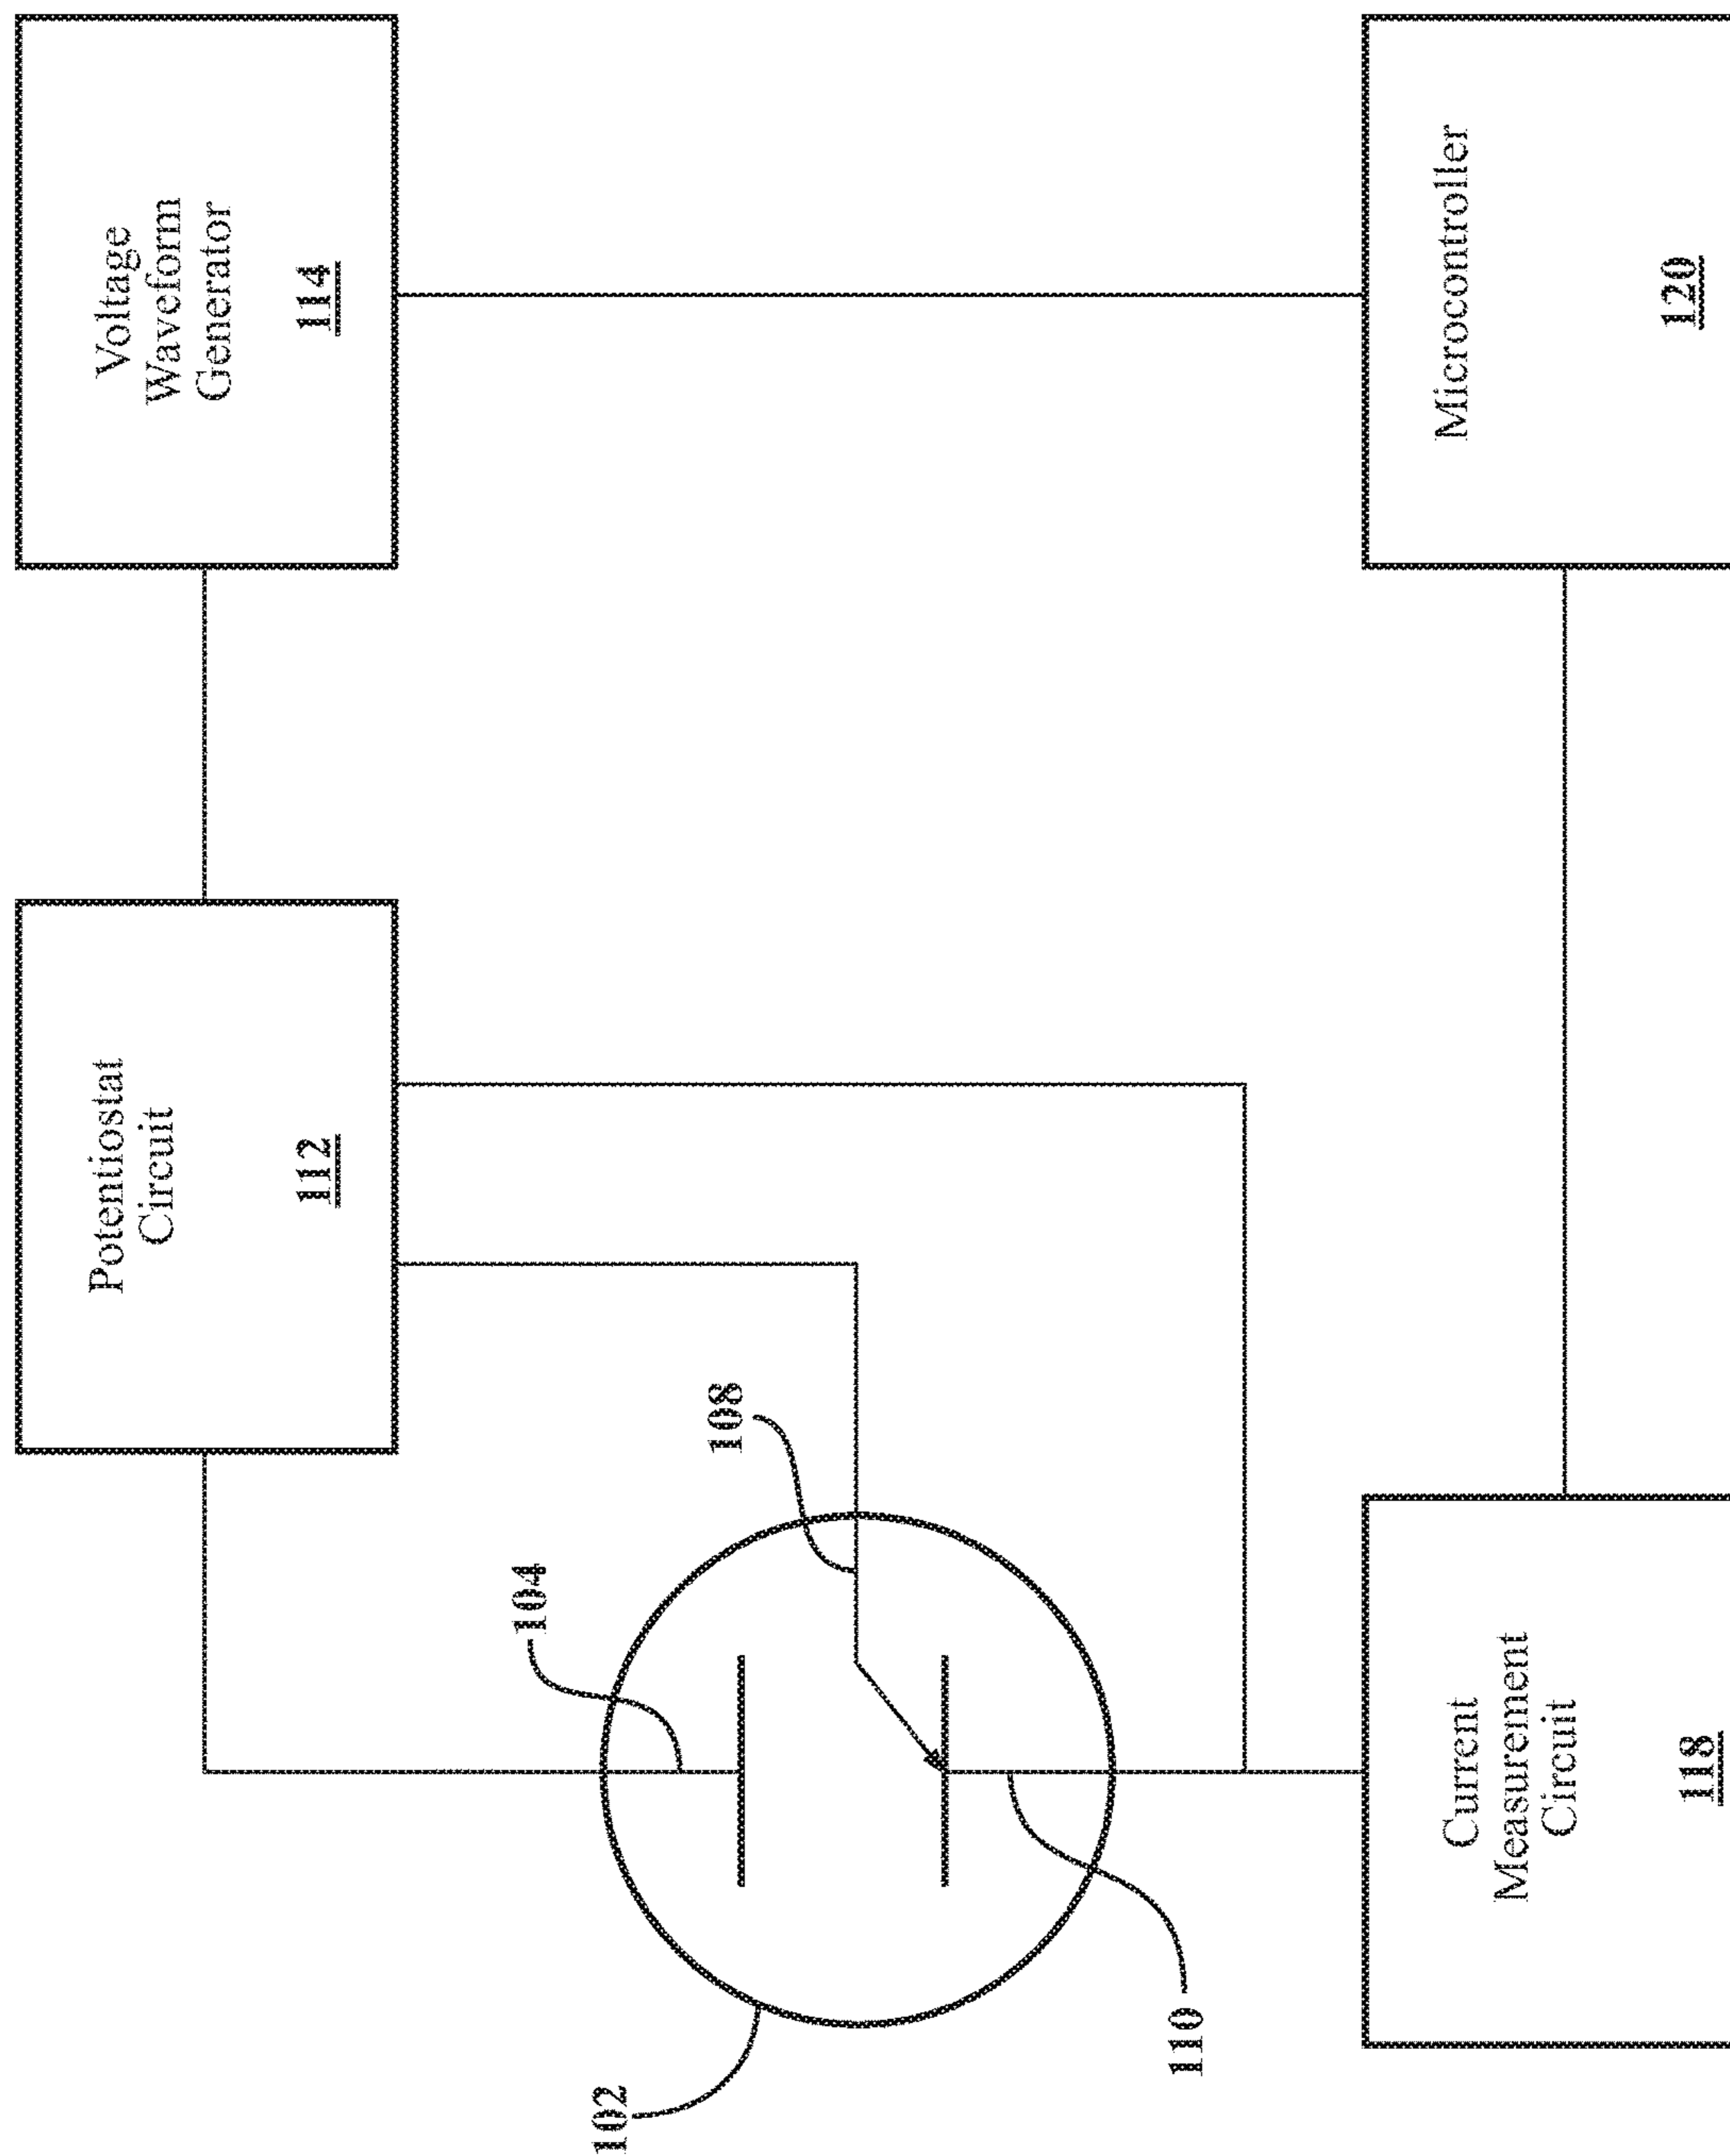 Potentiostat
Circuit
112
Voltage
Waveform
Generator
114
104
108
102
110
Current
Measurement
Circuit
118
Microcontroller
120